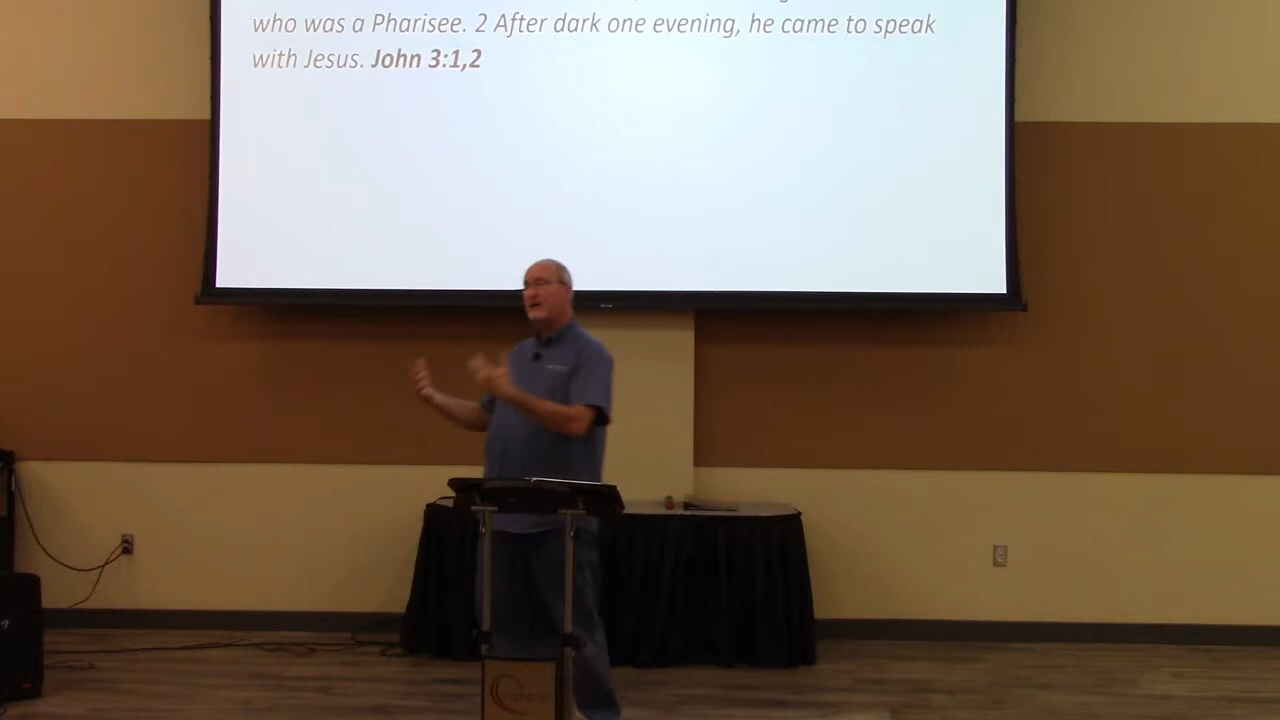 who was a Pharisee. 2 After dark one evening, he came to speak
with Jesus. John 3:1,2